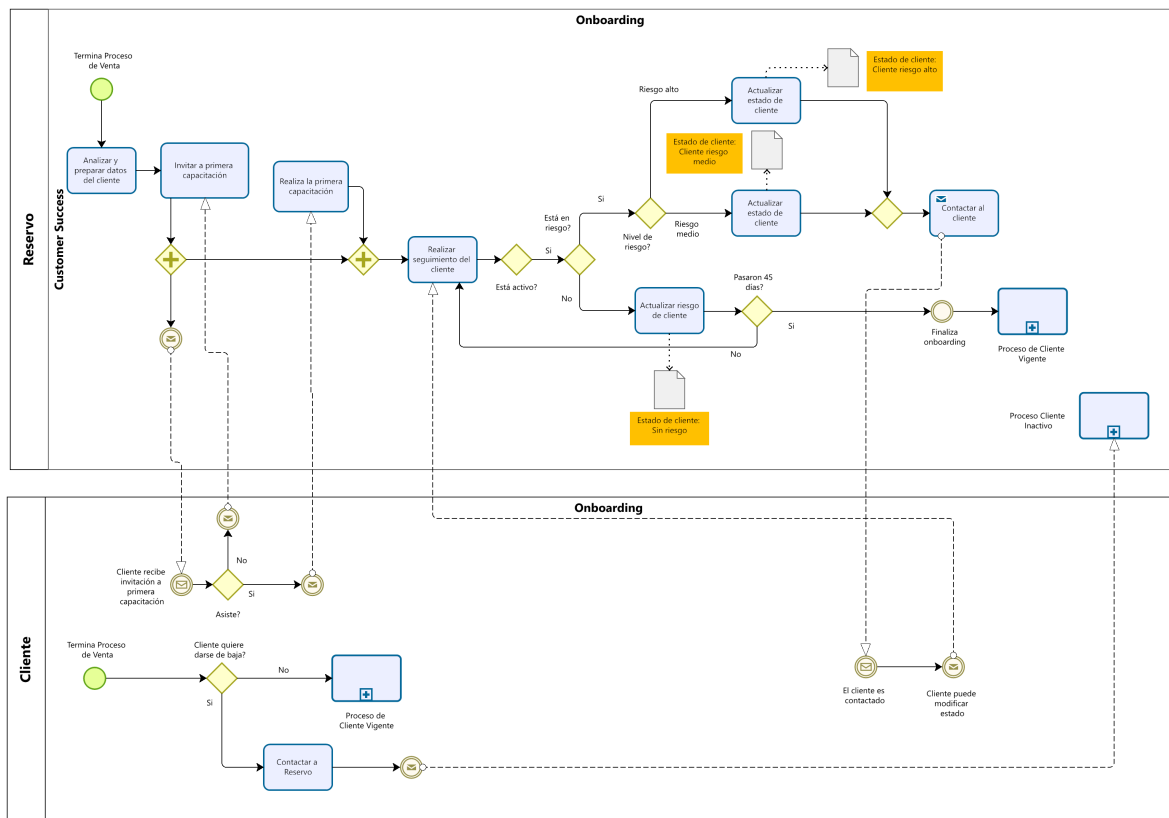 Onboarding
Reservo
Customer Success
Termina Proceso
de Venta
Analizar y
preparar datos
del cliente
Invitar a primera
capacitación
Realiza la primera
capacitación
Realizar
seguimiento del
cliente
Está activo?
Si
Está en
riesgo?
Si
No
Nivel de
riesgo?
Riesgo alto
Riesgo
medio
Actualizar
estado de
cliente
Estado de cliente:
Cliente riesgo alto
Estado de cliente:
Cliente riesgo
medio
Actualizar
estado de
cliente
Contactar al
cliente
Actualizar riesgo
de cliente
Pasaron 45
días?
Si
No
Estado de cliente:
Sin riesgo
Finaliza
onboarding
Proceso de Cliente
Vigente
Proceso Cliente
Inactivo
Onboarding
Cliente
Cliente recibe
invitación a
primera
capacitación
Asiste?
No
Si
Termina Proceso
de Venta
Cliente quiere
darse de baja?
No
Si
Proceso de
Cliente Vigente
Contactar a
Reservo
El cliente es
contactado
Cliente puede
modificar
estado